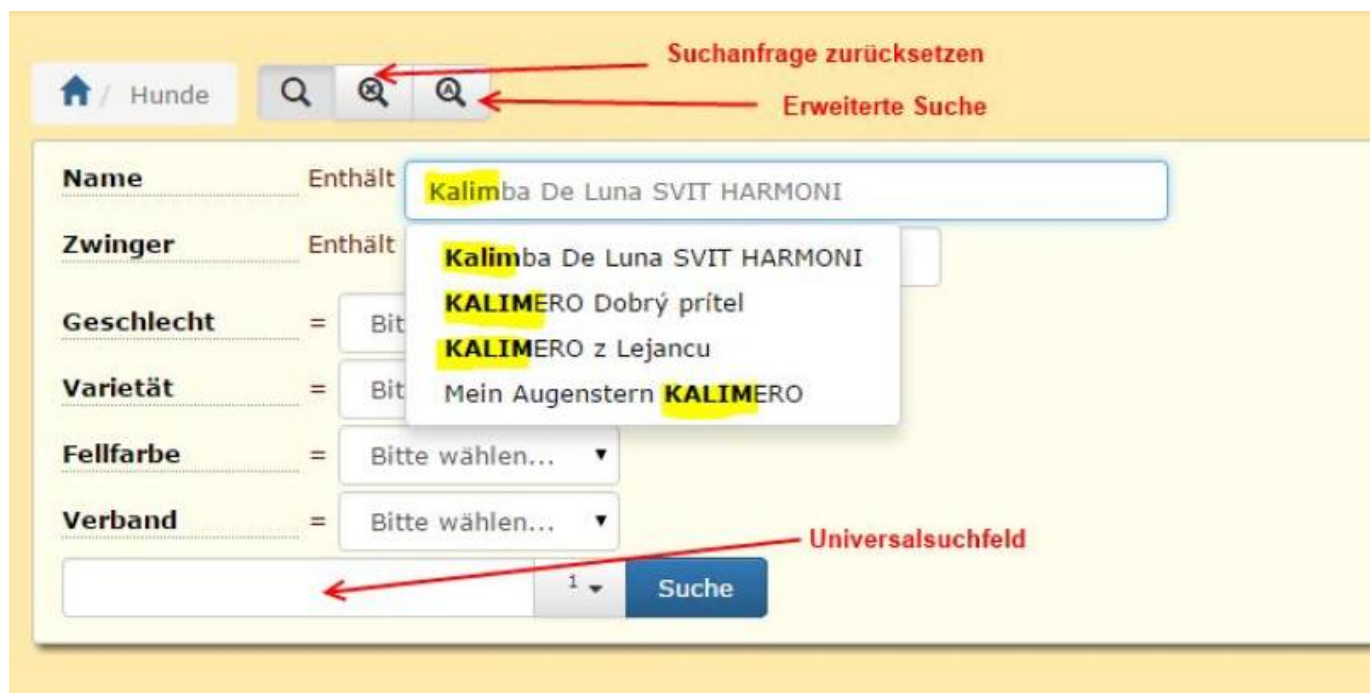 Suchanfrage zurücksetzen
/ Hunde
Erweiterte Suche
Name Enthält Kalimba De Luna SVIT HARMONI
Zwinger Enthält
Kalimba De Luna SVIT HARMONI
KALIMERO Dobrý prítel
KALIMERO z Lejancu
Mein Augenstern KALIMERO
Geschlecht = Bit
Varietät = Bit
Fellfarbe = Bitte wählen...
Verband = Bitte wählen...
Universalsuchfeld
1 Suche